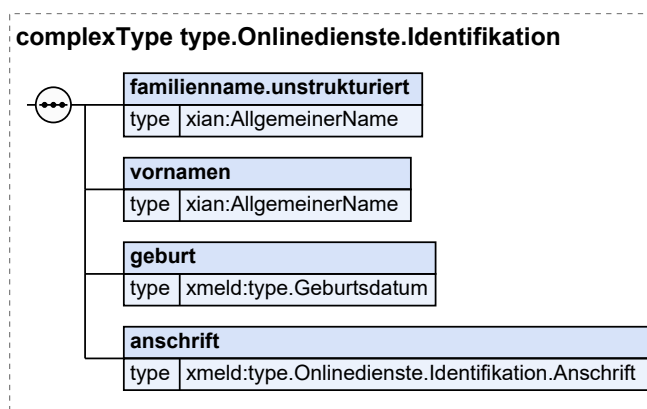 complexType type.Onlinedienste.Identifikation
familienname.unstrukturiert
type xian:AllgemeinerName
vornamen
type xian:AllgemeinerName
geburt
type xmeld:type.Geburtsdatum
anschrift
type xmeld:type.Onlinedienste.Identifikation.Anschrift